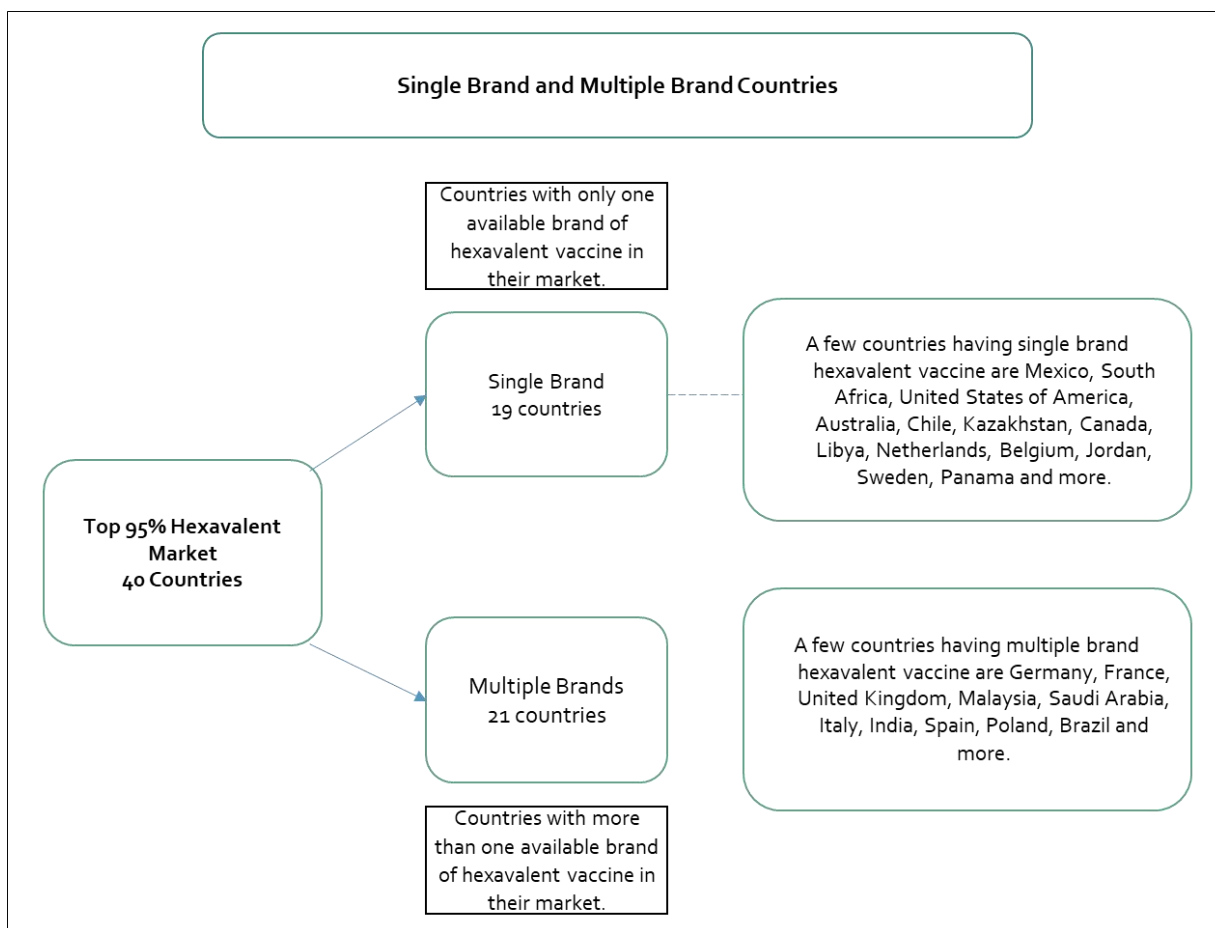 Single Brand and Multiple Brand Countries
Countries with only one
available brand of
hexavalent vaccine in
their market.
Single Brand
19 countries
A few countries having single brand
hexavalent vaccine are Mexico, South
Africa, United States of America,
Australia, Chile, Kazakhstan, Canada,
Libya, Netherlands, Belgium, Jordan,
Sweden, Panama and more.
Top 95% Hexavalent
Market
40 Countries
Multiple Brands
21 countries
A few countries having multiple brand
hexavalent vaccine are Germany, France,
United Kingdom, Malaysia, Saudi Arabia,
Italy, India, Spain, Poland, Brazil and
more.
Countries with more
than one available brand
of hexavalent vaccine in
their market.